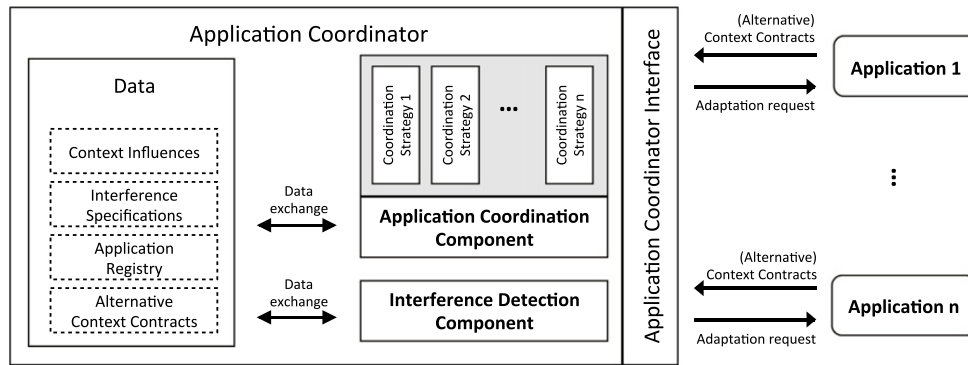 Application Coordinator
Data
Context Influences
Interference
Specifications
Application
Registry
Alternative
Context Contracts
Data
exchange
Data
exchange
Coordination
Strategy 1
Coordination
Strategy 2
...
Coordination
Strategy n
Application Coordination
Component
Interference Detection
Component
Application Coordinator Interface
(Alternative)
Context Contracts
Adaptation request
Application 1
...
(Alternative)
Context Contracts
Adaptation request
Application n